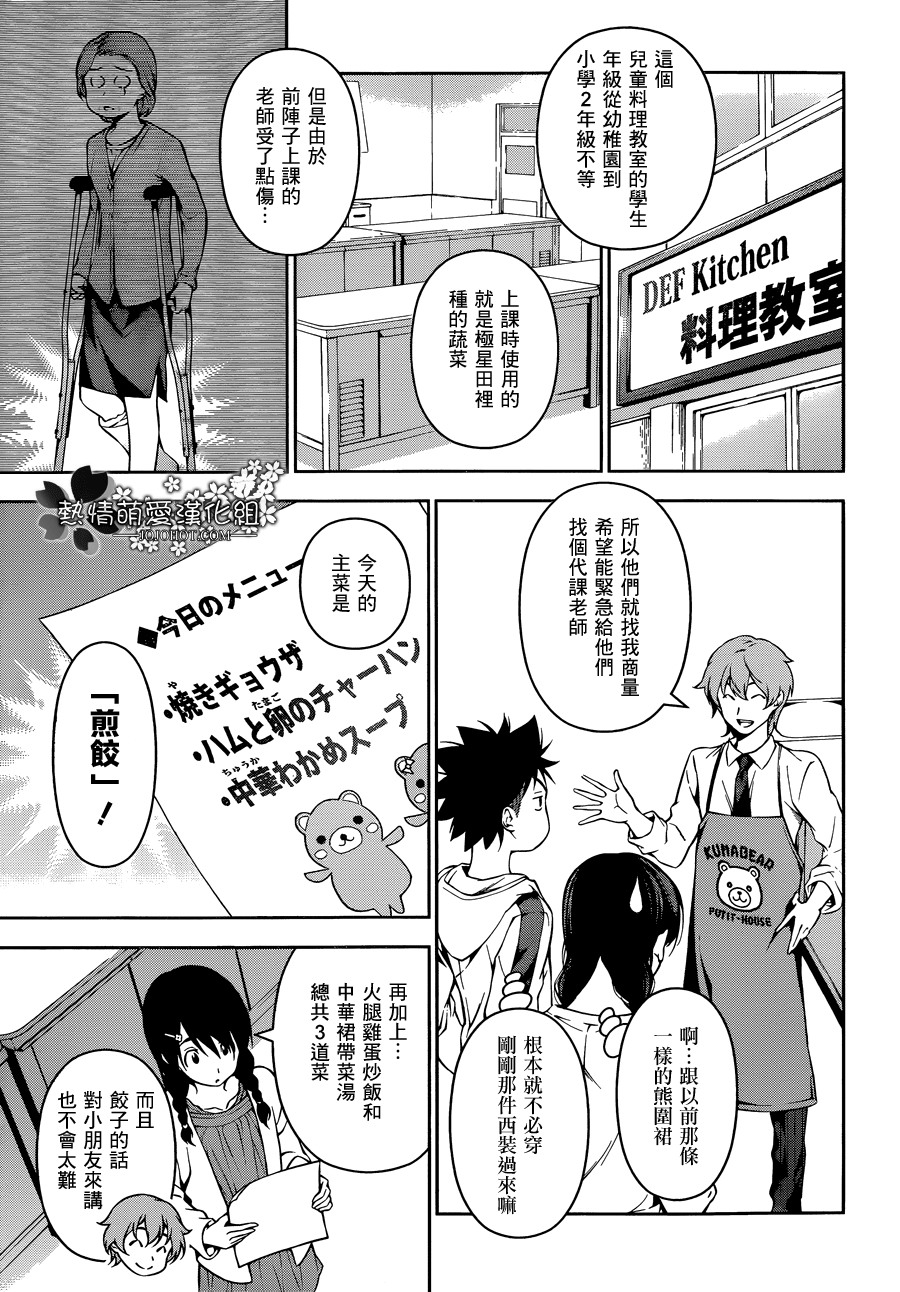 這個
兒童料理教室的學生
年級從幼稚園到
小學2年級不等
DEF Kitchen
料理教室
上課時使用的
就是極星田裡
種的蔬菜
但是由於
前陣子上課的
老師受了點傷…
所以他們就找我商量
希望能緊急給他們
找個代課老師
KUMABEAR
PUTIT-HOUSE
啊…跟以前那條
一樣的熊圍裙
根本就不必穿
剛剛那件西裝過來嘛
今天的
主菜是
◆今日のメニュー
・焼きギョウザ
や
・ハムと卵のチャーハン
たまご
・中華わかめスープ
ちゅうか
「煎餃」！
熱情萌愛漢化組
JOJOHOT.COM
再加上…
火腿雞蛋炒飯和
中華裙帶菜湯
總共3道菜
而且
餃子的話
對小朋友來講
也不會太難